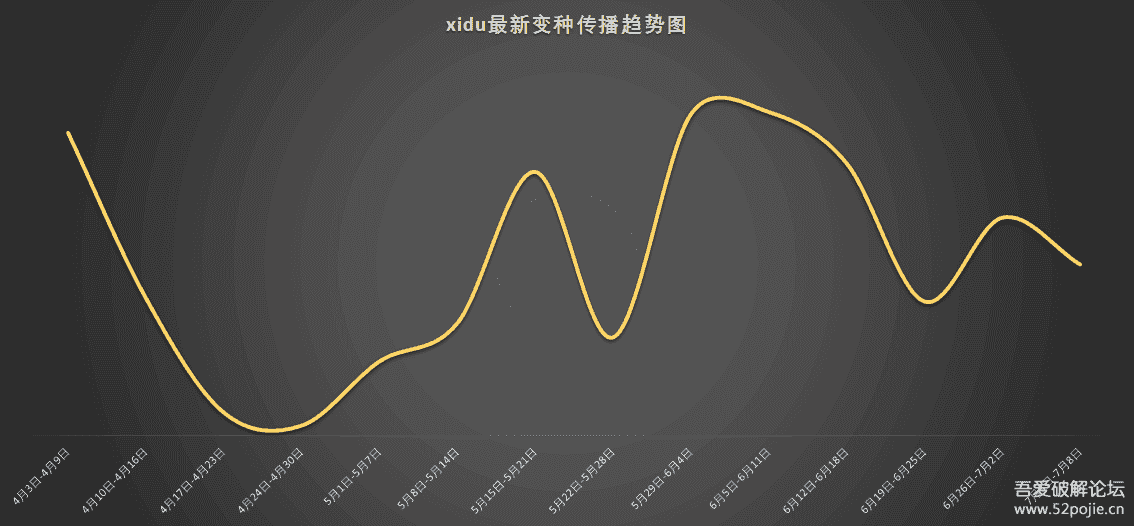 xidu最新变种传播趋势图
4月3日-4月9日
4月10日-4月16日
4月17日-4月23日
4月24日-4月30日
5月1日-5月7日
5月8日-5月14日
5月15日-5月21日
5月22日-5月28日
5月29日-6月4日
6月5日-6月11日
6月12日-6月18日
6月19日-6月25日
6月26日-7月2日
-7月8日
吾爱破解论坛
www.52pojie.cn